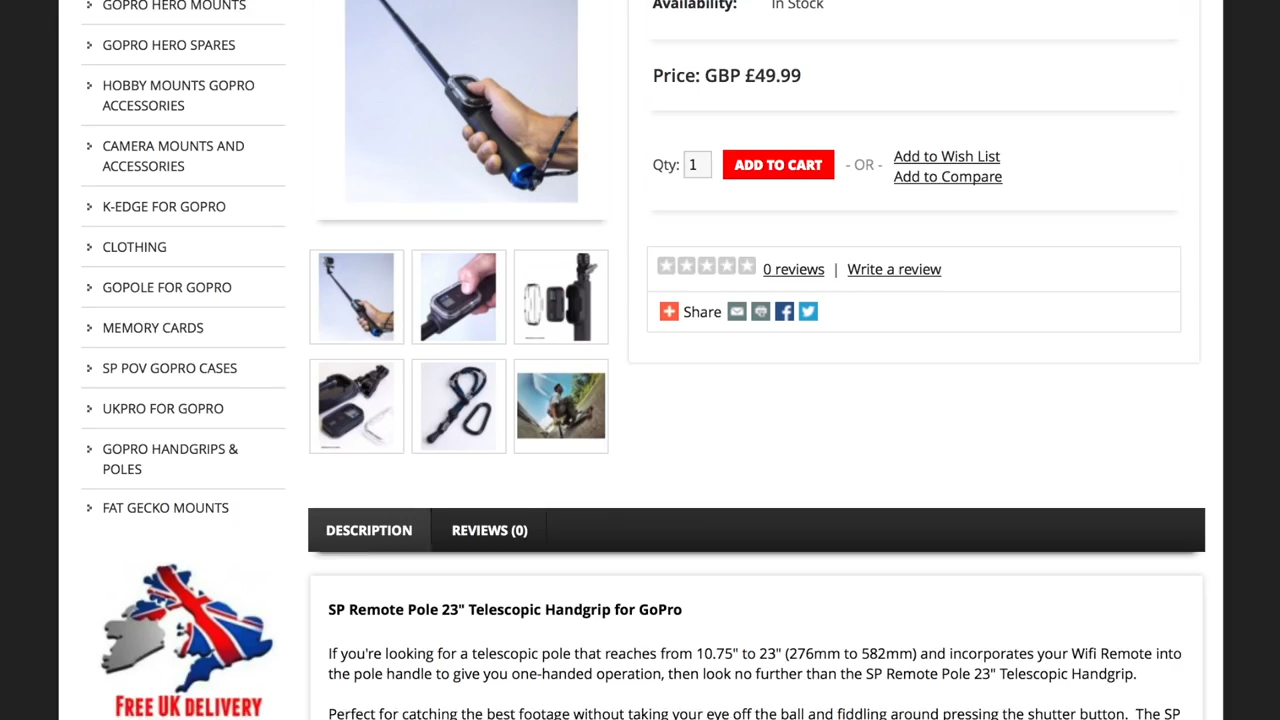 GOPRO HERO MOUNTS
GOPRO HERO SPARES
HOBBY MOUNTS GOPRO
ACCESSORIES
CAMERA MOUNTS AND
ACCESSORIES
K-EDGE FOR GOPRO
CLOTHING
GOPOLE FOR GOPRO
MEMORY CARDS
SP POV GOPRO CASES
UKPRO FOR GOPRO
GOPRO HANDGRIPS &
POLES
FAT GECKO MOUNTS
FREE UK DELIVERY
Availability: In Stock
Price: GBP £49.99
Qty: 1 ADD TO CART - OR - Add to Wish List
Add to Compare
0 reviews | Write a review
Share
DESCRIPTION REVIEWS (0)
SP Remote Pole 23" Telescopic Handgrip for GoPro
If you're looking for a telescopic pole that reaches from 10.75" to 23" (276mm to 582mm) and incorporates your Wifi Remote into
the pole handle to give you one-handed operation, then look no further than the SP Remote Pole 23" Telescopic Handgrip.
Perfect for catching the best footage without taking your eye off the ball and fiddling around pressing the shutter button. The SP